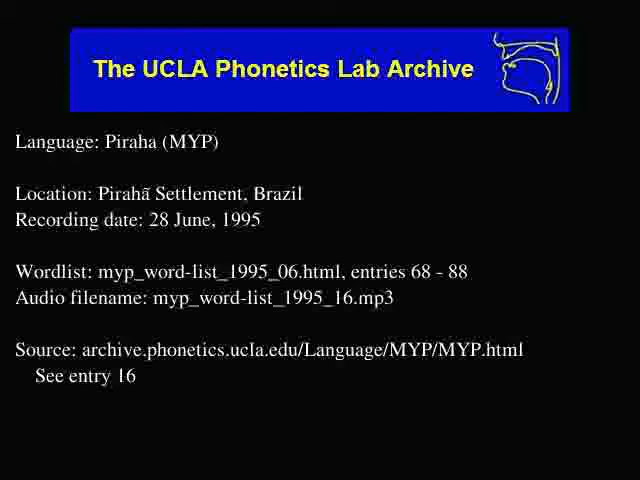 The UCLA Phonetics Lab Archive
Language: Piraha (MYP)
Location: Pirahã Settlement, Brazil
Recording date: 28 June, 1995
Wordlist: myp_word-list_1995_06.html, entries 68 - 88
Audio filename: myp_word-list_1995_16.mp3
Source: archive.phonetics.ucla.edu/Language/MYP/MYP.html
See entry 16